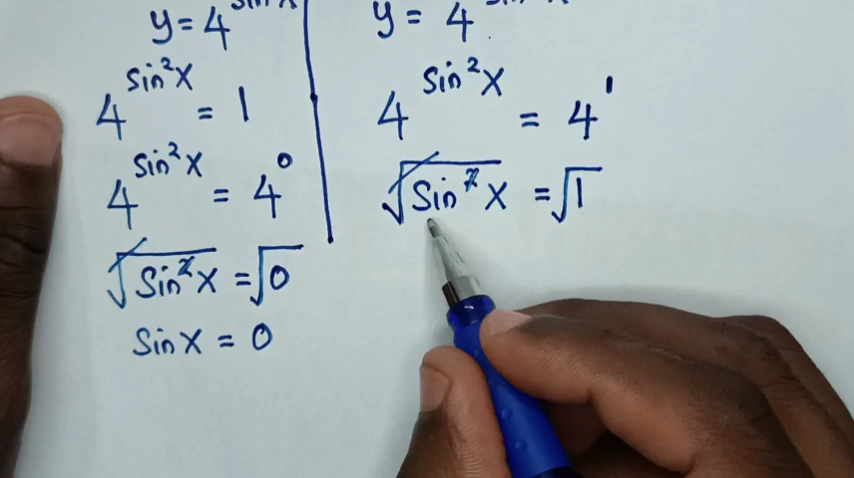 y = 4^sin x
4^sin²x = 1
4^sin²x = 4^0
√sin²x = √0
sin x = 0
y = 4
4^sin²x = 4^1
√sin²x = √1